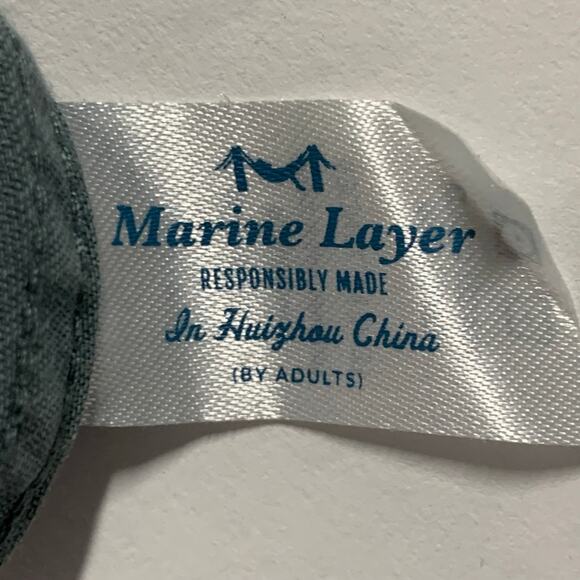 Marine Layer
RESPONSIBLY MADE
In Huizhou China
(BY ADULTS)